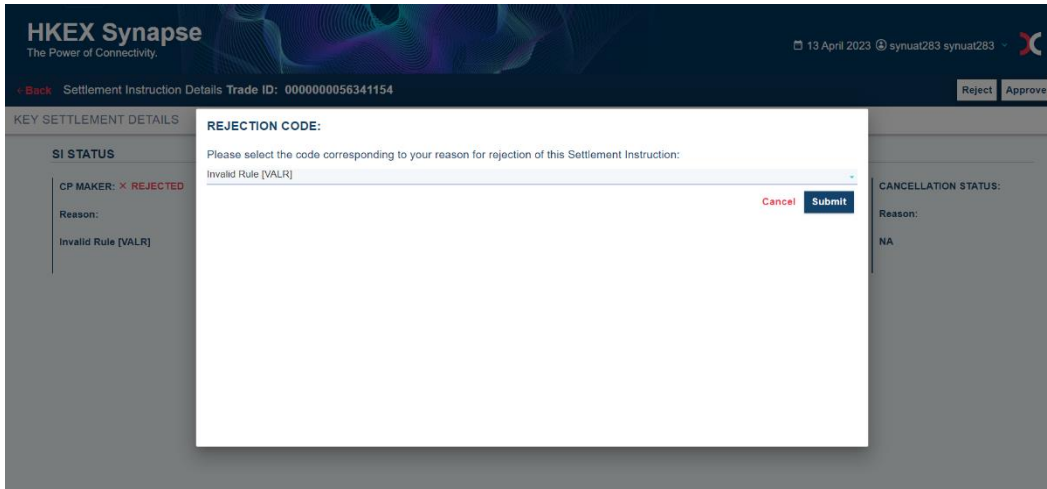 HKEX Synapse
The Power of Connectivity.
13 April 2023 synuat283 synuat283
Back Settlement Instruction Details Trade ID: 0000000056341154
Reject Approve
KEY SETTLEMENT DETAILS
REJECTION CODE:
SI STATUS
Please select the code corresponding to your reason for rejection of this Settlement Instruction:
Invalid Rule [VALR]
Cancel Submit
CP MAKER: × REJECTED
Reason:
Invalid Rule [VALR]
CANCELLATION STATUS:
Reason:
NA